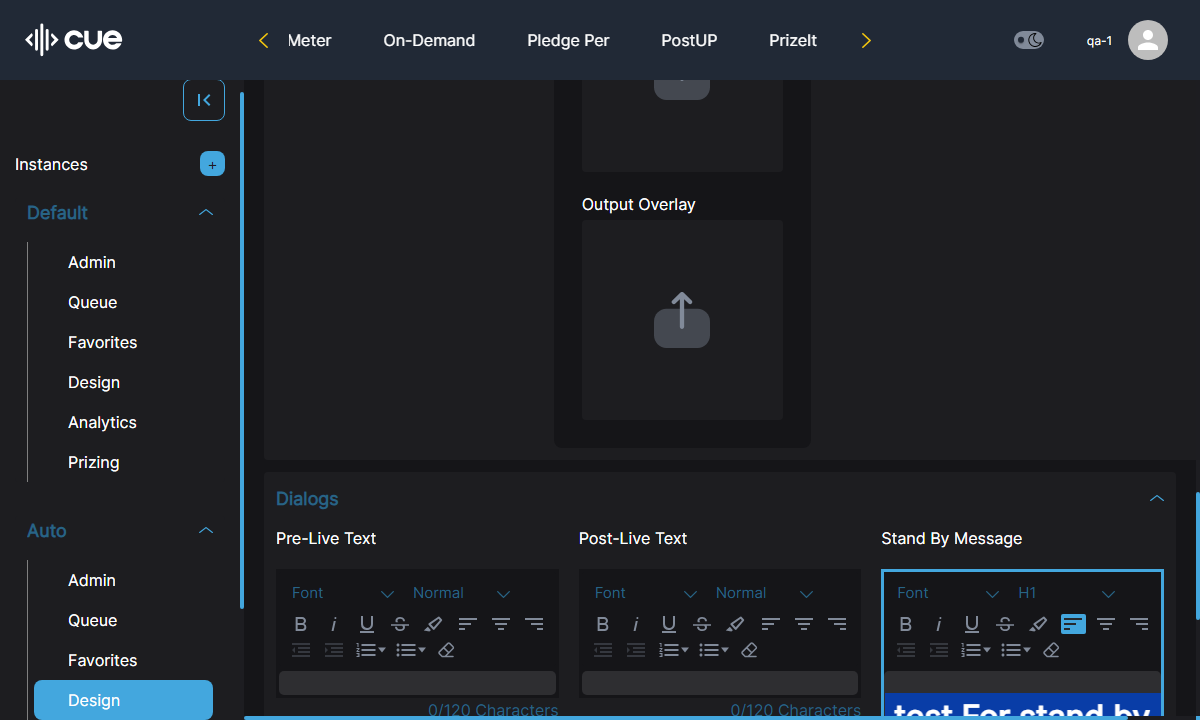 cue
Meter
On-Demand
Pledge Per
PostUP
PrizeIt
qa-1
Instances
+
Default
Admin
Queue
Favorites
Design
Analytics
Prizing
Auto
Admin
Queue
Favorites
Design
Output Overlay
Dialogs
Pre-Live Text
Post-Live Text
Stand By Message
Font
Normal
Font
Normal
Font
H1
0/120 Characters
0/120 Characters
test For stand by